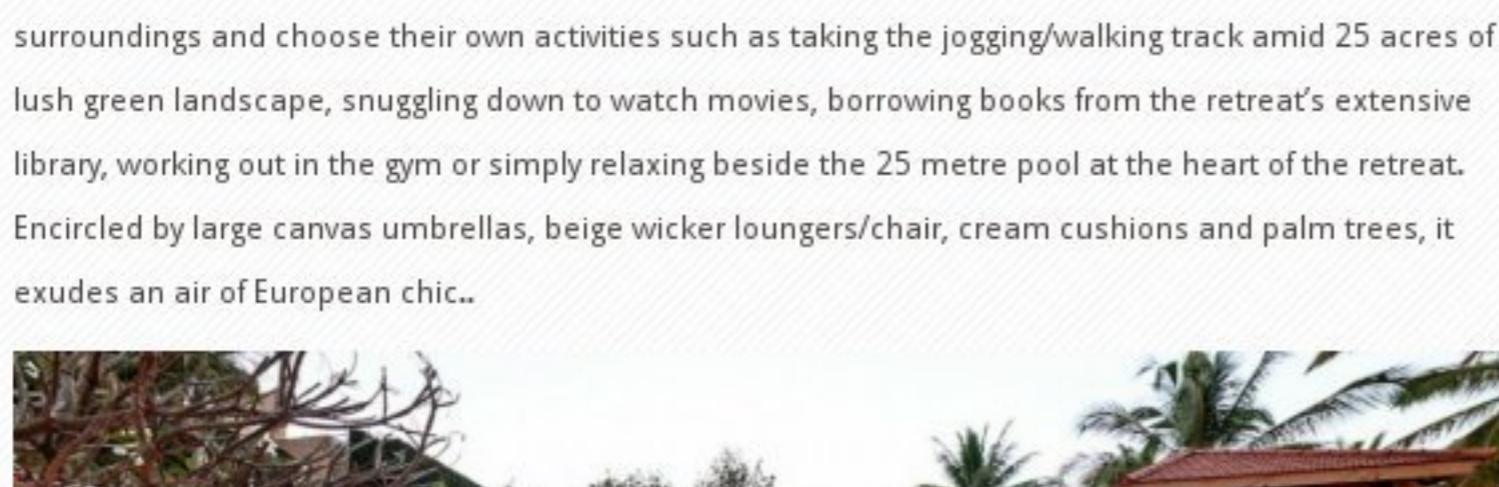 surroundings and choose their own activities such as taking the jogging/walking track amid 25 acres of
lush green landscape, snuggling down to watch movies, borrowing books from the retreat’s extensive
library, working out in the gym or simply relaxing beside the 25 metre pool at the heart of the retreat.
Encircled by large canvas umbrellas, beige wicker loungers/chair, cream cushions and palm trees, it
exudes an air of European chic..